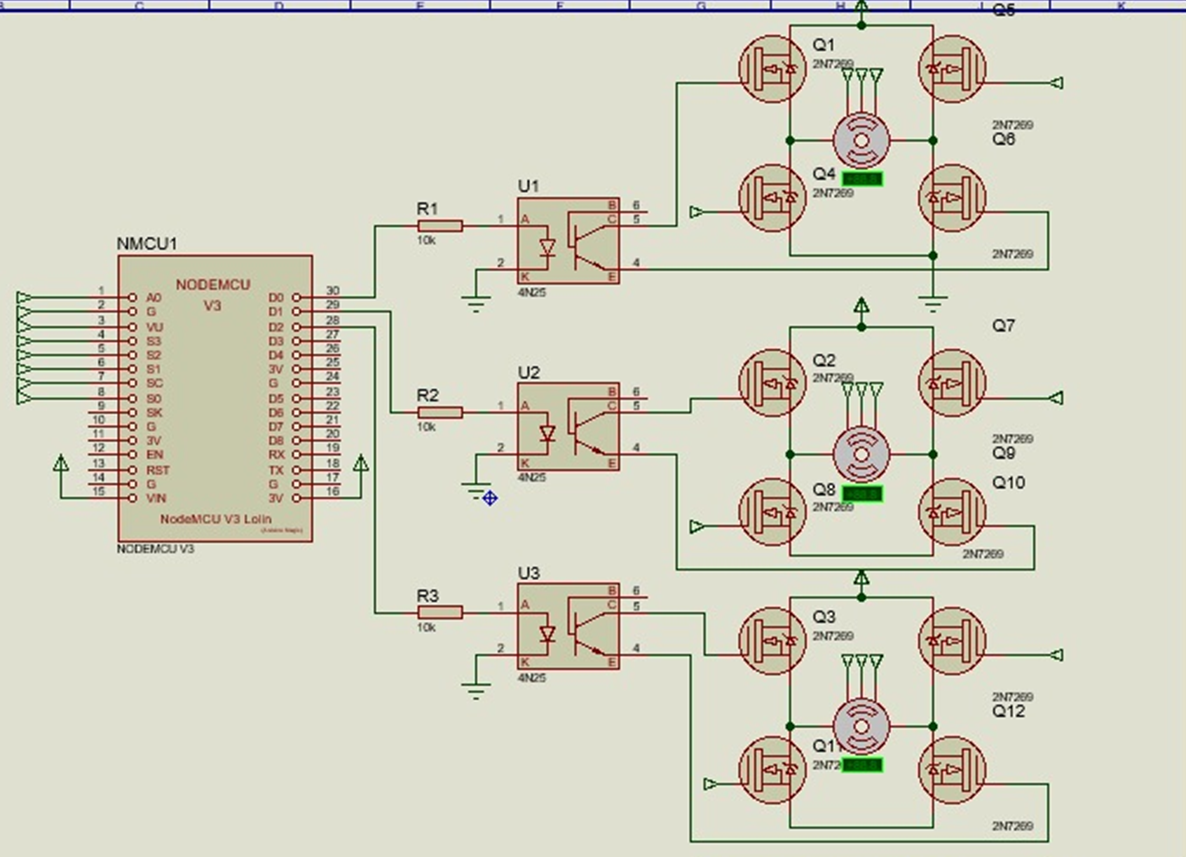 C D E F G H J K
NMCU1
NODEMCU
V3
1 A0 D0 30
2 G D1 29
3 VU D2 28
4 S3 D3 27
5 S2 D4 26
6 S1 3V 25
7 SC G 24
8 S0 D5 23
9 SK D6 22
10 G D7 21
11 3V D8 20
12 EN RX 19
13 RST TX 18
14 G G 17
15 VIN 3V 16
NodeMCU V3 Lolin
NODEMCU V3
R1
10k
U1
1 A B 6
C 5
2 K E 4
4N25
Q1
2N7269
Q5
2N7269
Q4
2N7269
Q6
2N7269
R2
10k
U2
1 A B 6
C 5
2 K E 4
4N25
Q2
2N7269
Q7
2N7269
Q9
Q8
2N7269
Q10
2N7269
R3
10k
U3
1 A B 6
C 5
2 K E 4
4N25
Q3
2N7269
2N7269
Q12
Q11
2N72
2N7269